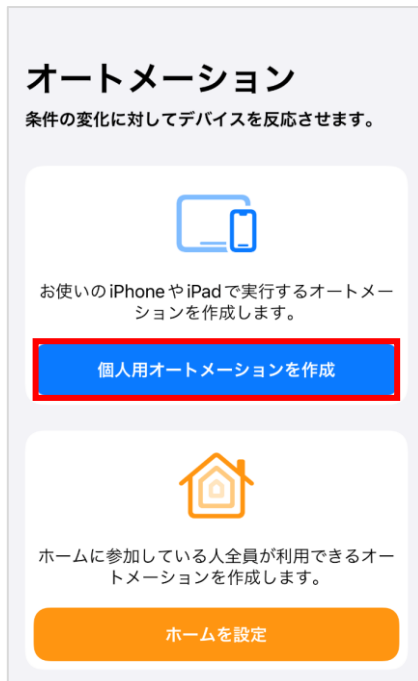 オートメーション
条件の変化に対してデバイスを反応させます。
お使いのiPhoneやiPadで実行するオートメー
ションを作成します。
個人用オートメーションを作成
ホームに参加している人全員が利用できるオー
トメーションを作成します。
ホームを設定